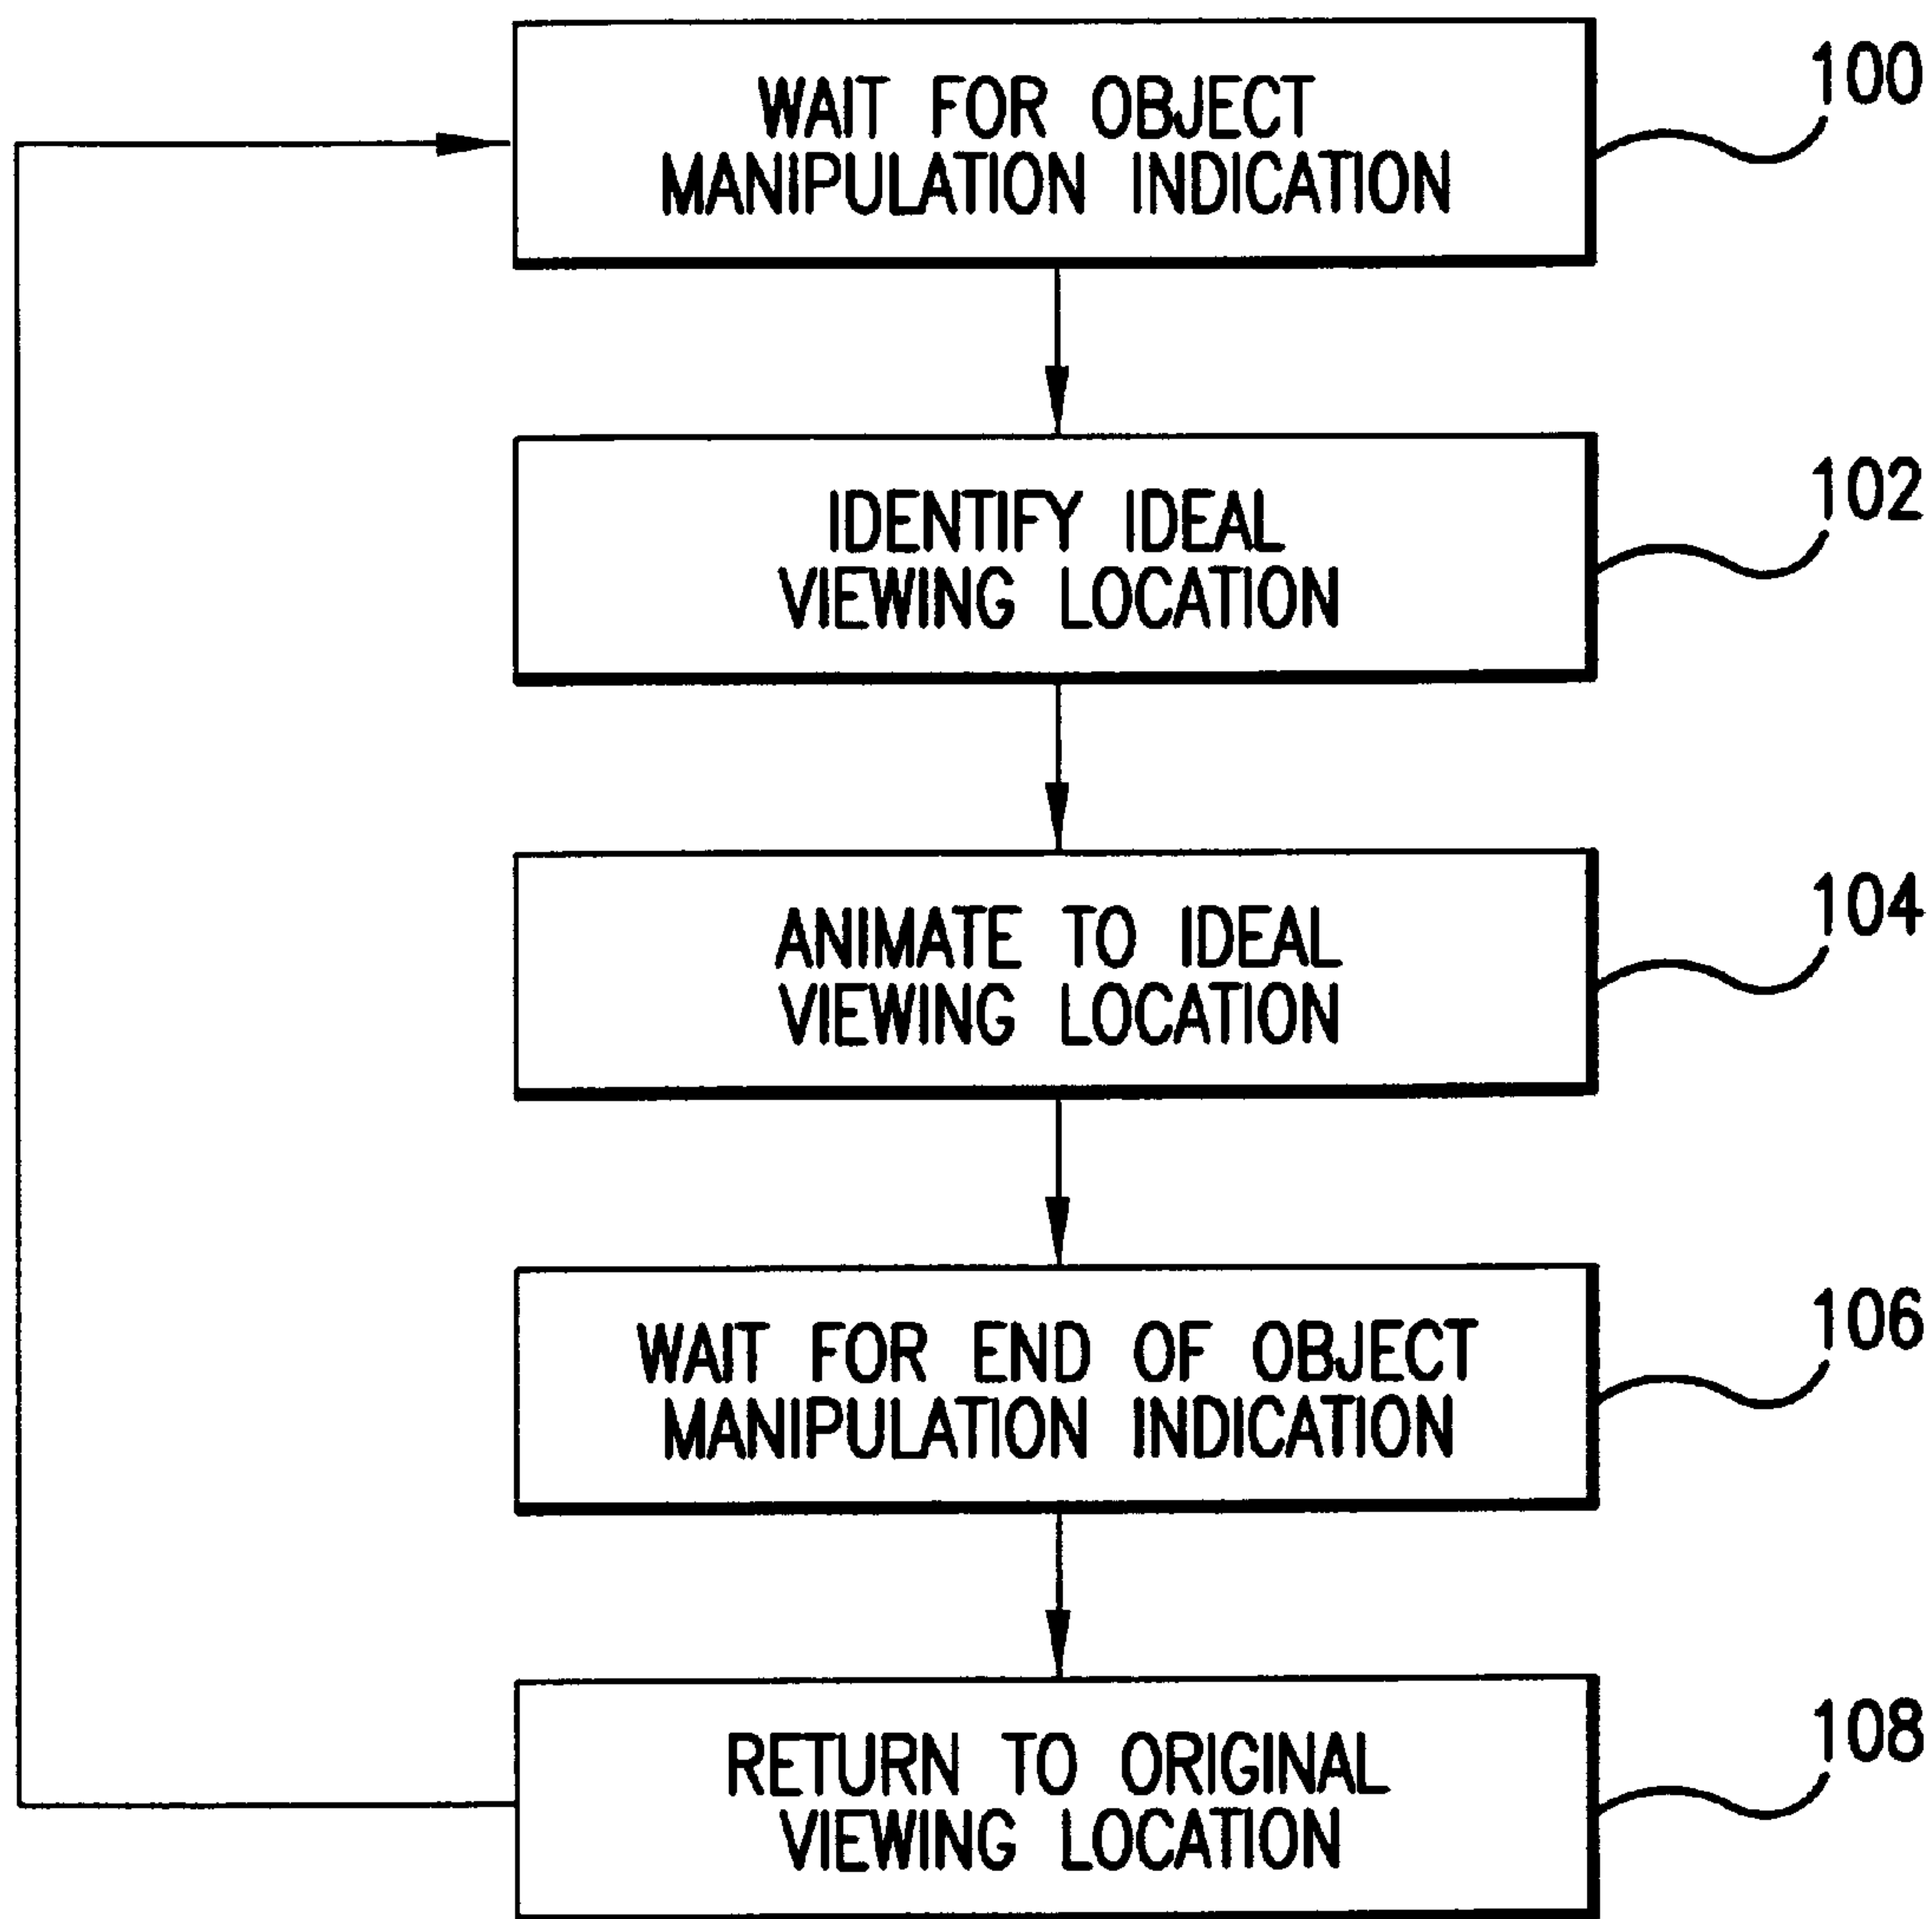 WAIT FOR OBJECT
MANIPULATION INDICATION
100
IDENTIFY IDEAL
VIEWING LOCATION
102
ANIMATE TO IDEAL
VIEWING LOCATION
104
WAIT FOR END OF OBJECT
MANIPULATION INDICATION
106
RETURN TO ORIGINAL
VIEWING LOCATION
108